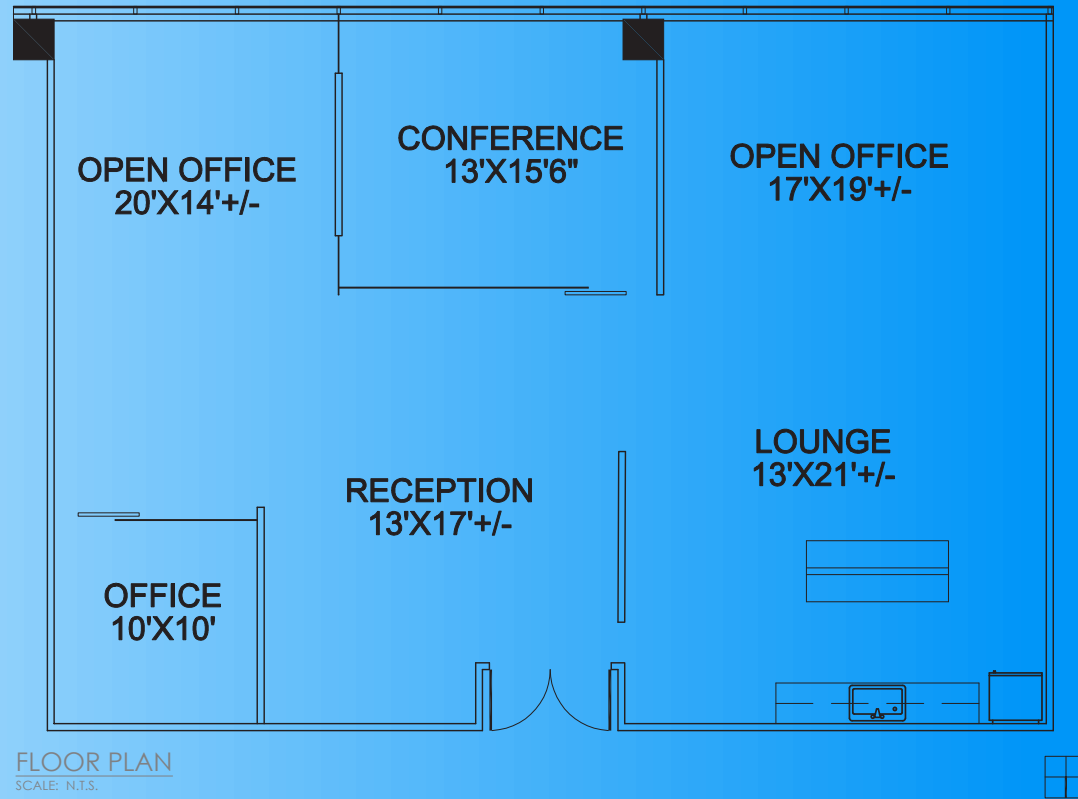 CONFERENCE
13'X15'6"
OPEN OFFICE
17'X19'+/-
OPEN OFFICE
20'X14'+/-
LOUNGE
13'X21'+/-
RECEPTION
13'X17'+/-
OFFICE
10'X10'
FLOOR PLAN
SCALE: N.T.S.